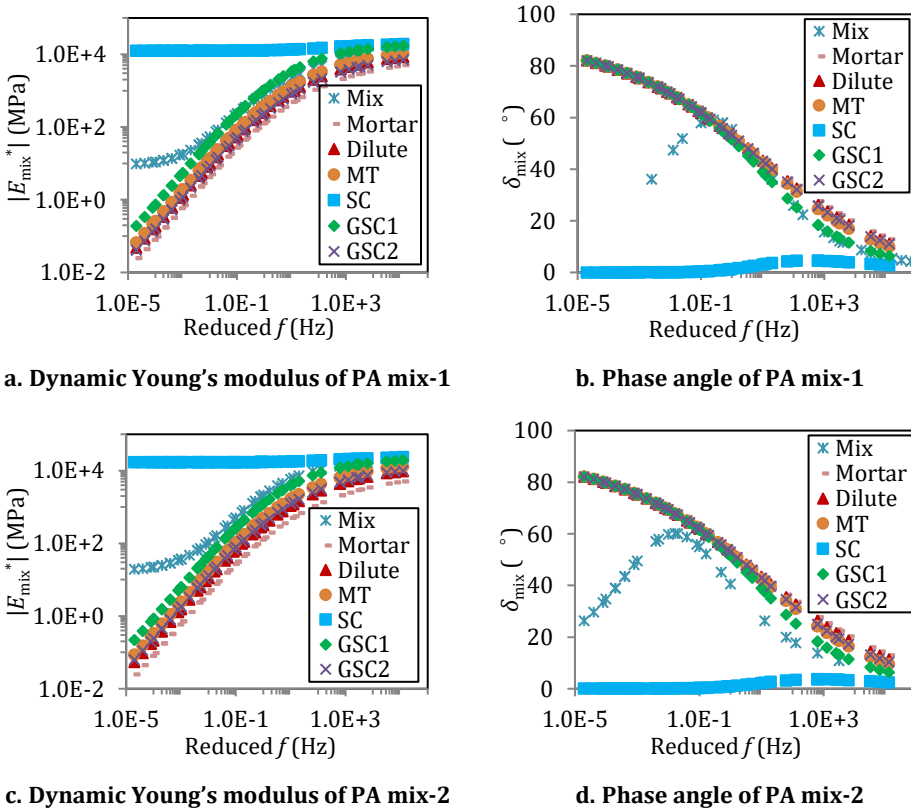 |E*mix| (MPa)
1.0E+4
1.0E+2
1.0E+0
1.0E-2
1.0E-5 1.0E-1 1.0E+3
Reduced f (Hz)
Mix
Mortar
Dilute
MT
SC
GSC1
GSC2
a. Dynamic Young's modulus of PA mix-1
δmix ( °)
100
80
60
40
20
0
1.0E-5 1.0E-1 1.0E+3
Reduced f (Hz)
Mix
Mortar
Dilute
MT
SC
GSC1
GSC2
b. Phase angle of PA mix-1
|E*mix| (MPa)
1.0E+4
1.0E+2
1.0E+0
1.0E-2
1.0E-5 1.0E-1 1.0E+3
Reduced f (Hz)
Mix
Mortar
Dilute
MT
SC
GSC1
GSC2
c. Dynamic Young's modulus of PA mix-2
δmix ( °)
100
80
60
40
20
0
1.0E-5 1.0E-1 1.0E+3
Reduced f (Hz)
Mix
Mortar
Dilute
MT
SC
GSC1
GSC2
d. Phase angle of PA mix-2